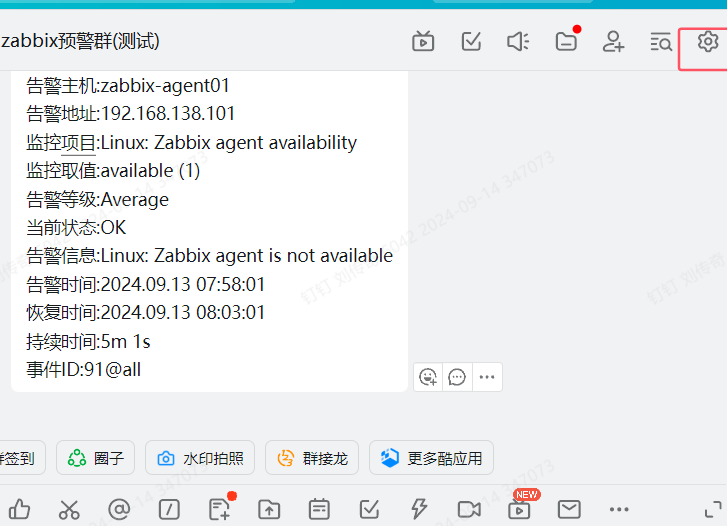 zabbix预警群(测试)
告警主机:zabbix-agent01
告警地址:192.168.138.101
监控项目:Linux: Zabbix agent availability
监控取值:available (1)
告警等级:Average
当前状态:OK
告警信息:Linux: Zabbix agent is not available
告警时间:2024.09.13 07:58:01
恢复时间:2024.09.13 08:03:01
持续时间:5m 1s
事件ID:91@all
签到
圈子
水印拍照
群接龙
更多酷应用
NEW
2024-09-14 347073